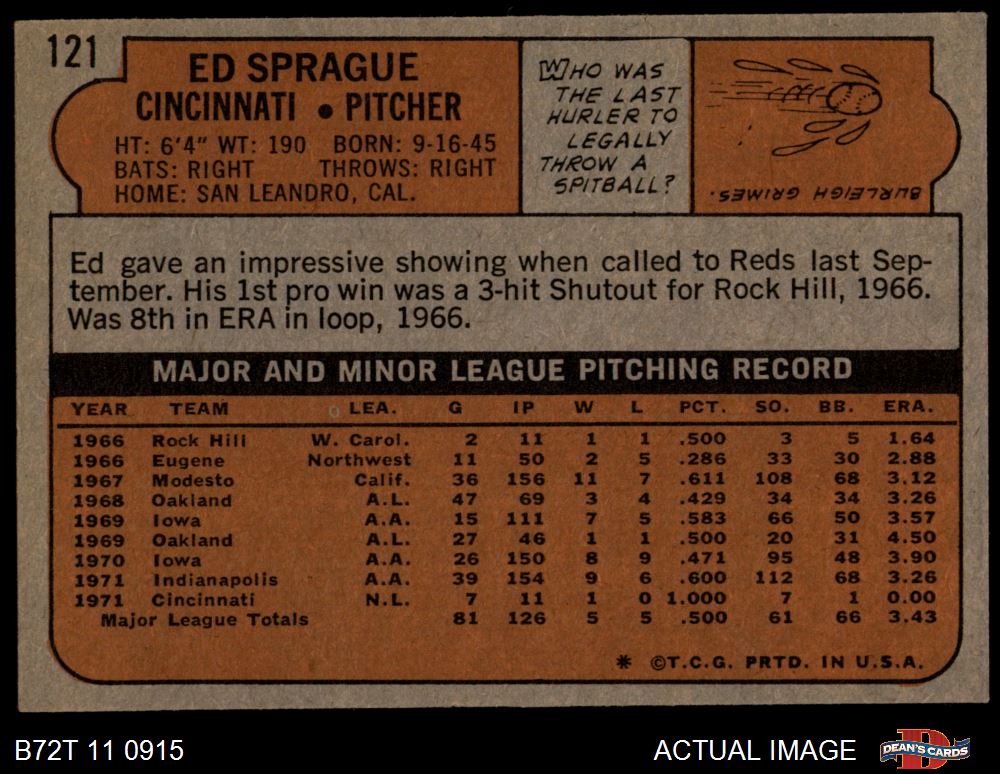 121
ED SPRAGUE
CINCINNATI • PITCHER
HT: 6'4" WT: 190 BORN: 9-16-45
BATS: RIGHT THROWS: RIGHT
HOME: SAN LEANDRO, CAL.
WHO WAS
THE LAST
HURLER TO
LEGALLY
THROW A
SPITBALL?
BURLEIGH GRIMES.
Ed gave an impressive showing when called to Reds last Sep-
tember. His 1st pro win was a 3-hit Shutout for Rock Hill, 1966.
Was 8th in ERA in loop, 1966.
MAJOR AND MINOR LEAGUE PITCHING RECORD
YEAR TEAM LEA. G IP W L PCT. SO. BB. ERA.
1966 Rock Hill W. Carol. 2 11 1 1 .500 3 5 1.64
1966 Eugene Northwest 11 50 2 5 .286 33 30 2.88
1967 Modesto Calif. 36 156 11 7 .611 108 68 3.12
1968 Oakland A.L. 47 69 3 4 .429 34 34 3.26
1969 Iowa A.A. 15 111 7 5 .583 66 50 3.57
1969 Oakland A.L. 27 46 1 1 .500 20 31 4.50
1970 Iowa A.A. 26 150 8 9 .471 95 48 3.90
1971 Indianapolis A.A. 39 154 9 6 .600 112 68 3.26
1971 Cincinnati N.L. 7 11 1 0 1.000 7 1 0.00
Major League Totals 81 126 5 5 .500 61 66 3.43
* ©T.C.G. PRTD. IN U.S.A.
B72T 11 0915
ACTUAL IMAGE
DEAN'S CARDS